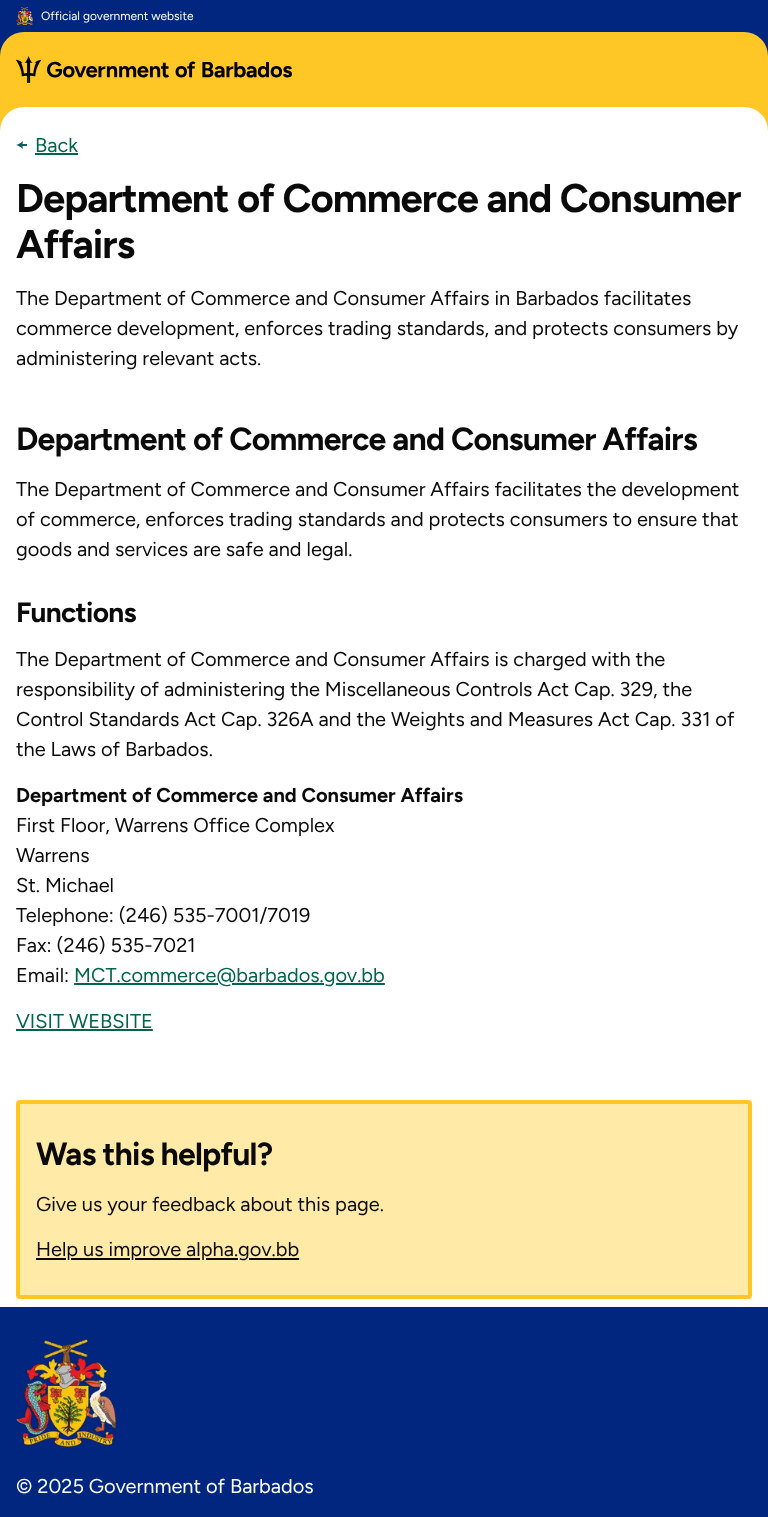 Official government website
Government of Barbados
Back
Department of Commerce and Consumer
Affairs
The Department of Commerce and Consumer Affairs in Barbados facilitates
commerce development, enforces trading standards, and protects consumers by
administering relevant acts.
Department of Commerce and Consumer Affairs
The Department of Commerce and Consumer Affairs facilitates the development
of commerce, enforces trading standards and protects consumers to ensure that
goods and services are safe and legal.
Functions
The Department of Commerce and Consumer Affairs is charged with the
responsibility of administering the Miscellaneous Controls Act Cap. 329, the
Control Standards Act Cap. 326A and the Weights and Measures Act Cap. 331 of
the Laws of Barbados.
Department of Commerce and Consumer Affairs
First Floor, Warrens Office Complex
Warrens
St. Michael
Telephone: (246) 535-7001/7019
Fax: (246) 535-7021
Email: MCT.commerce@barbados.gov.bb
VISIT WEBSITE
Was this helpful?
Give us your feedback about this page.
Help us improve alpha.gov.bb
PRIDE AND INDUSTRY
© 2025 Government of Barbados